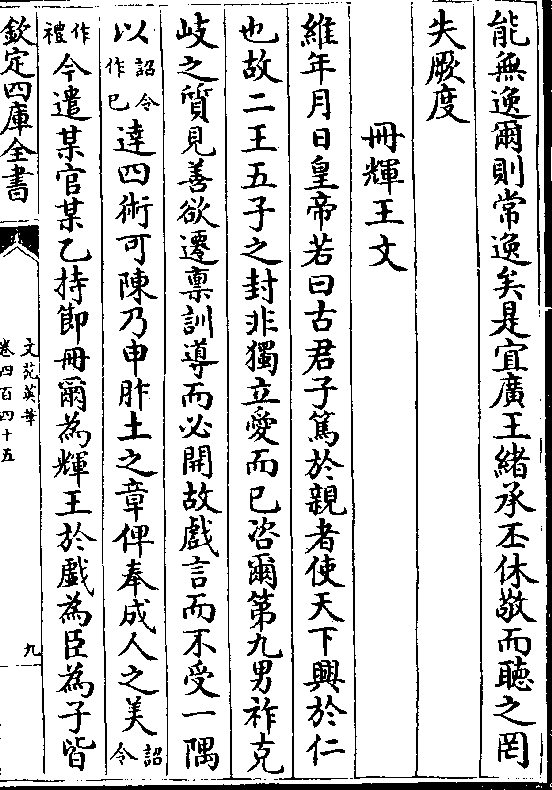 能無逸爾則常逸矣是宜廣王緒承丕休敬而聽之罔
失厥度
冊輝王文
維年月日皇帝若曰古君子篤於親者使天下興於仁
也故二王五子之封非獨立愛而已咨爾第九男祚克
岐之質見善欲遷稟訓導而必開故戲言而不受一隅
以詔令作已達四術可陳乃申胙土之章俾奉成人之美詔令
作禮今遣某官某乙持節冊爾為輝王於戲為臣為子皆
欽定四庫全書
文苑英華
卷四百四十五
九